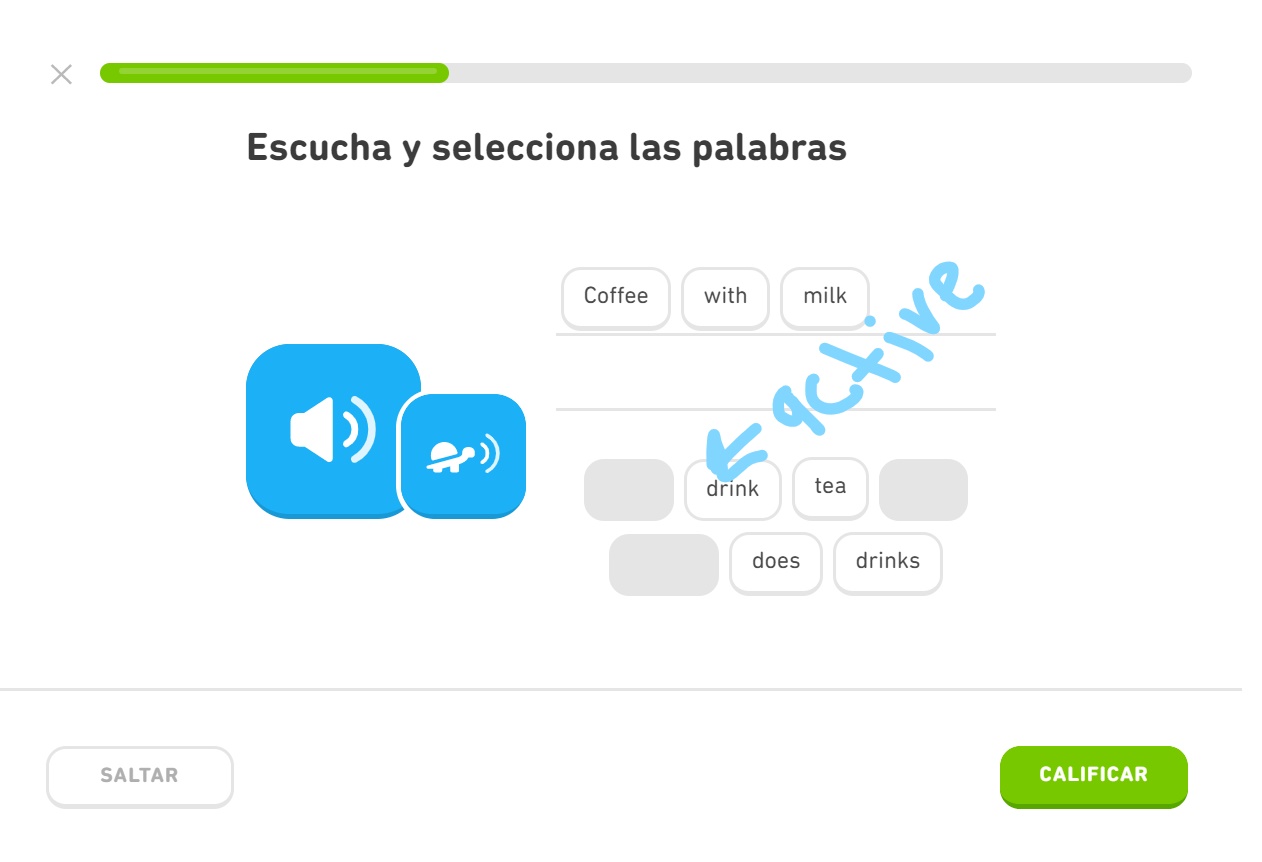 Escucha y selecciona las palabras
Coffee with milk
active
drink tea
does drinks
SALTAR CALIFICAR